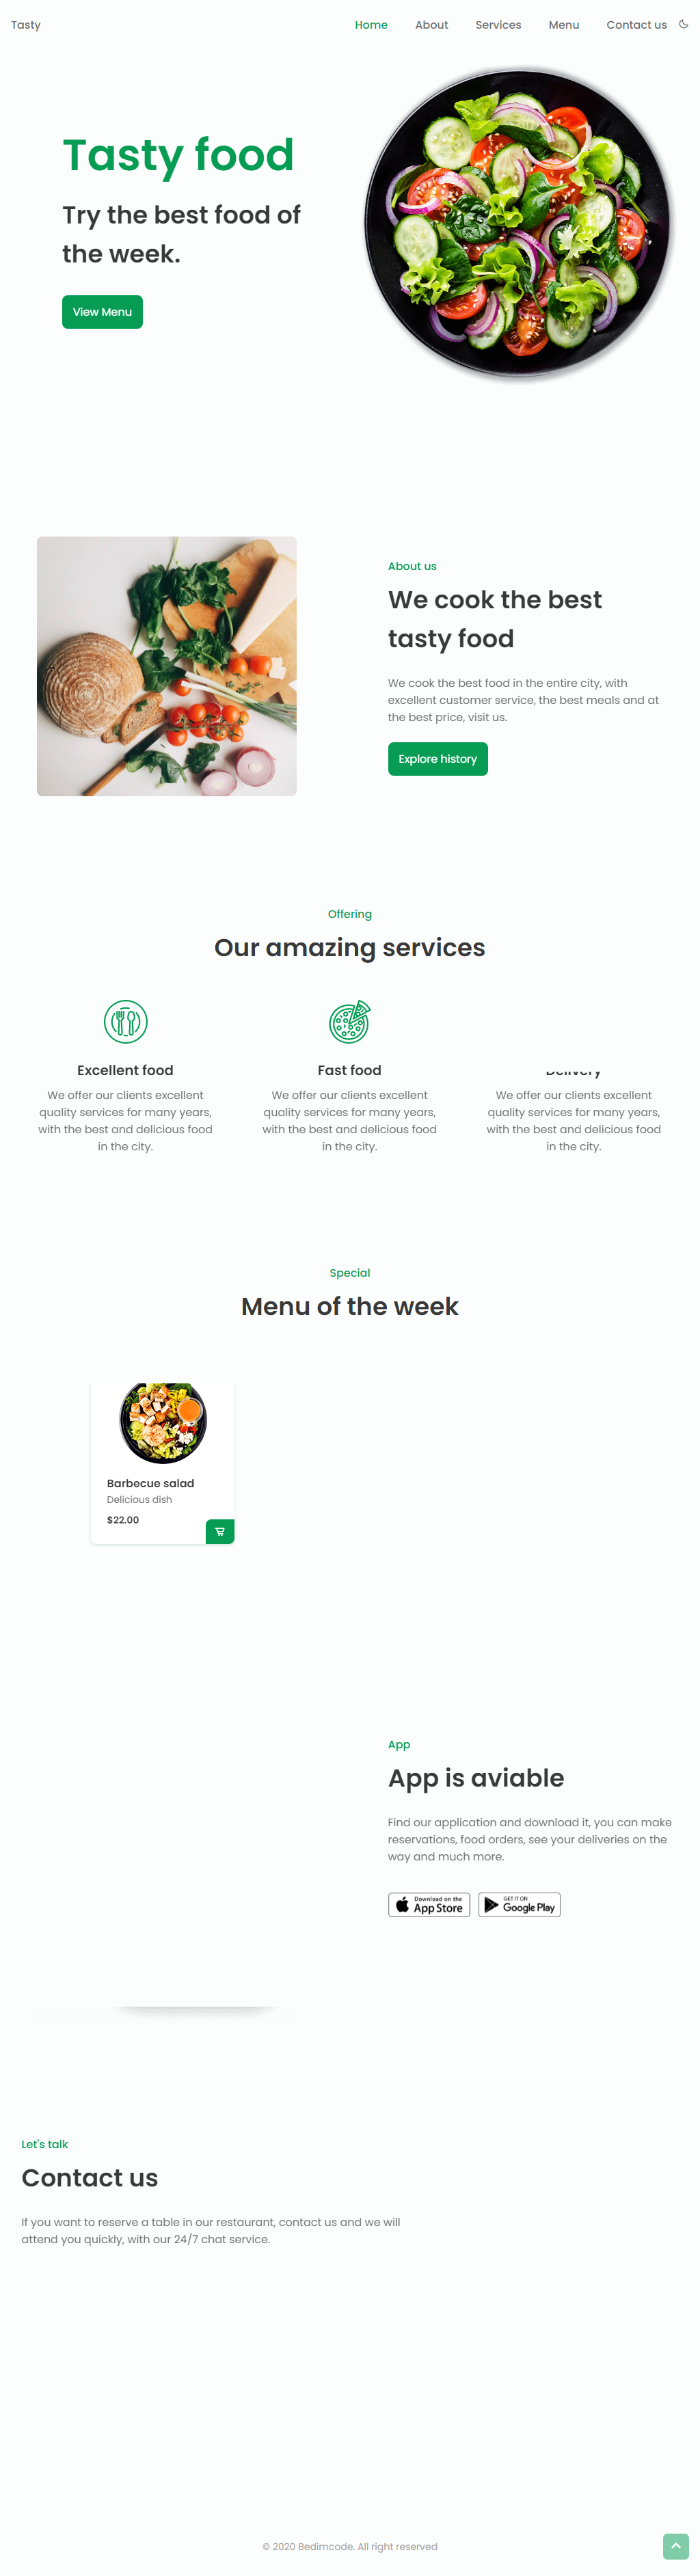 Tasty
Home
About
Services
Menu
Contact us
Tasty food
Try the best food of
the week.
View Menu
About us
We cook the best
tasty food
We cook the best food in the entire city, with
excellent customer service, the best meals and at
the best price, visit us.
Explore history
Offering
Our amazing services
Excellent food
We offer our clients excellent
quality services for many years,
with the best and delicious food
in the city.
Fast food
We offer our clients excellent
quality services for many years,
with the best and delicious food
in the city.
Delivery
We offer our clients excellent
quality services for many years,
with the best and delicious food
in the city.
Special
Menu of the week
Barbecue salad
Delicious dish
$22.00
App
App is aviable
Find our application and download it, you can make
reservations, food orders, see your deliveries on the
way and much more.
Download on the
App Store
GET IT ON
Google Play
Let's talk
Contact us
If you want to reserve a table in our restaurant, contact us and we will
attend you quickly, with our 24/7 chat service.
© 2020 Bedimcode. All right reserved